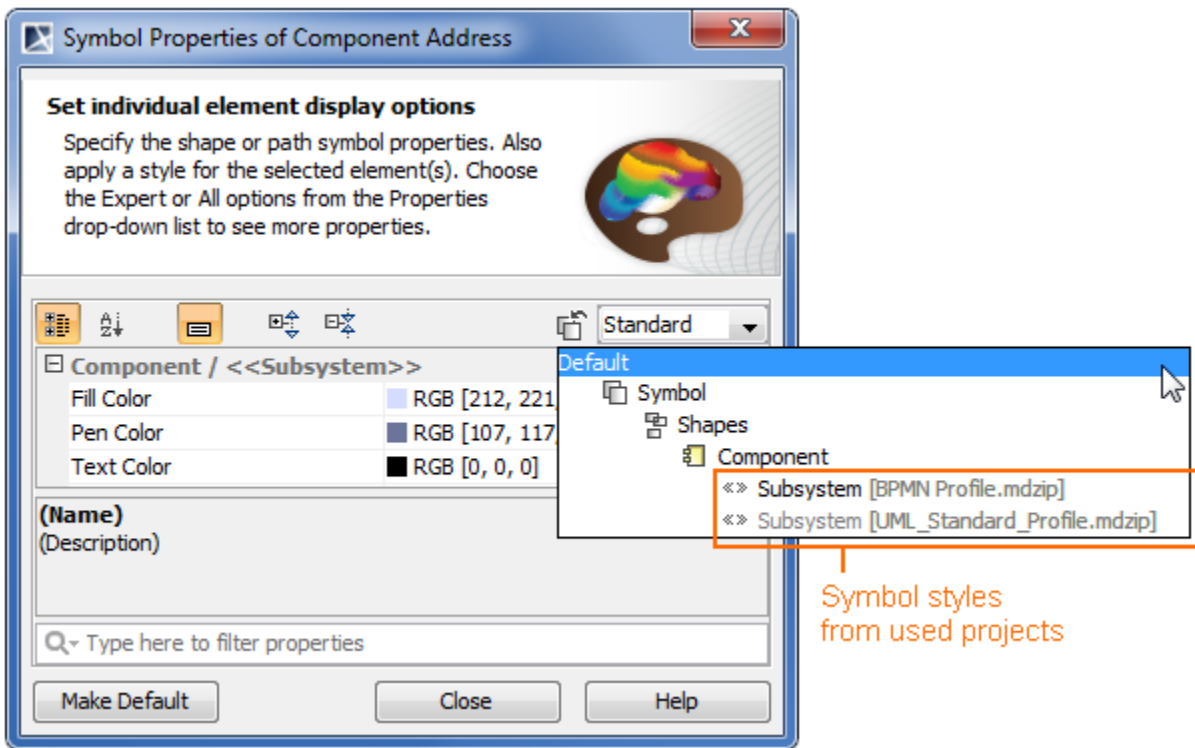 Symbol Properties of Component Address
Set individual element display options
Specify the shape or path symbol properties. Also
apply a style for the selected element(s). Choose
the Expert or All options from the Properties
drop-down list to see more properties.
Standard
Component / <<Subsystem>>
Fill Color RGB [212, 221,
Pen Color RGB [107, 117,
Text Color RGB [0, 0, 0]
Default
Symbol
Shapes
Component
«» Subsystem [BPMN Profile.mdzip]
«» Subsystem [UML_Standard_Profile.mdzip]
(Name)
(Description)
Symbol styles
from used projects
Type here to filter properties
Make Default Close Help